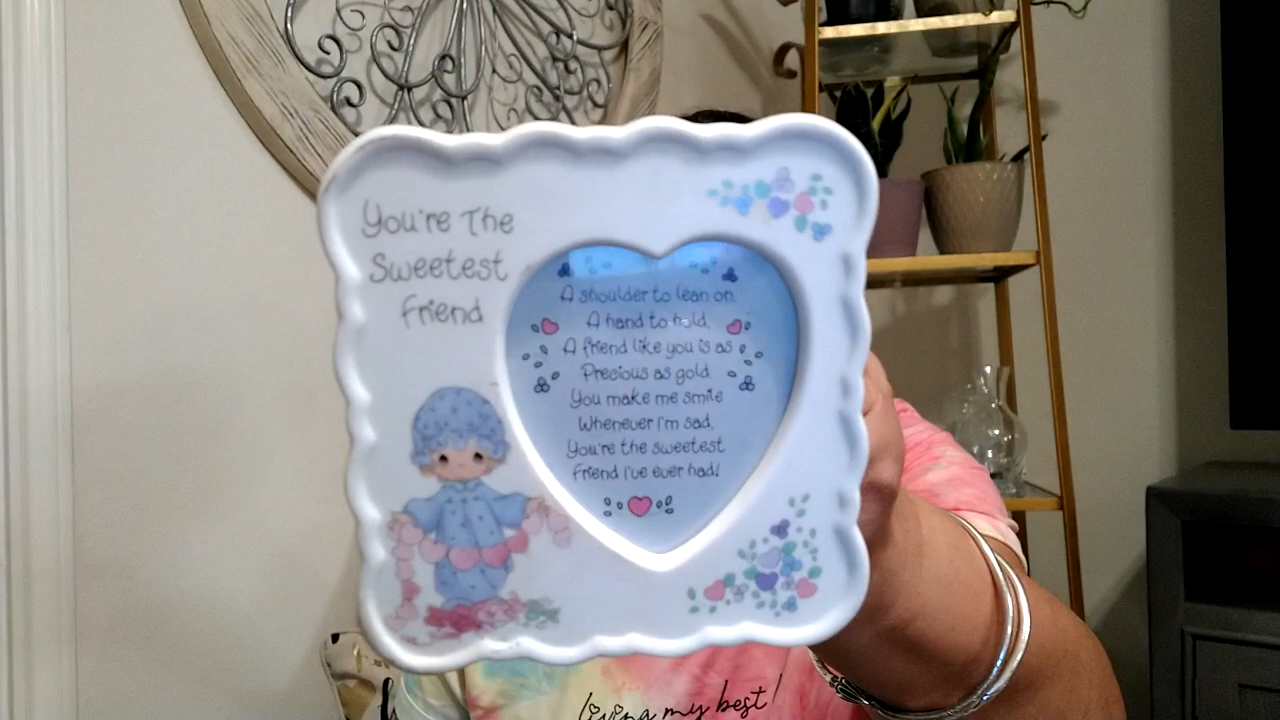 You're The
Sweetest
Friend
A shoulder to lean on,
A hand to hold,
A friend like you is as
Precious as gold.
You make me smile
Whenever I'm sad,
You're the sweetest
Friend I've ever had!
living my best!